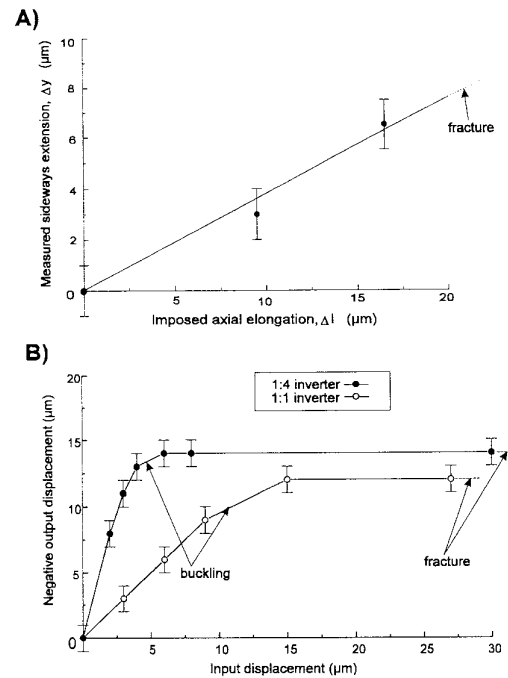 A)
Measured sideways extension, Δy (μm)
10
8
6
4
2
0
fracture
5
10
15
20
Imposed axial elongation, Δl (μm)
B)
Negative output displacement (μm)
20
15
10
5
0
1:4 inverter
1:1 inverter
buckling
fracture
5
10
15
20
25
30
Input displacement (μm)